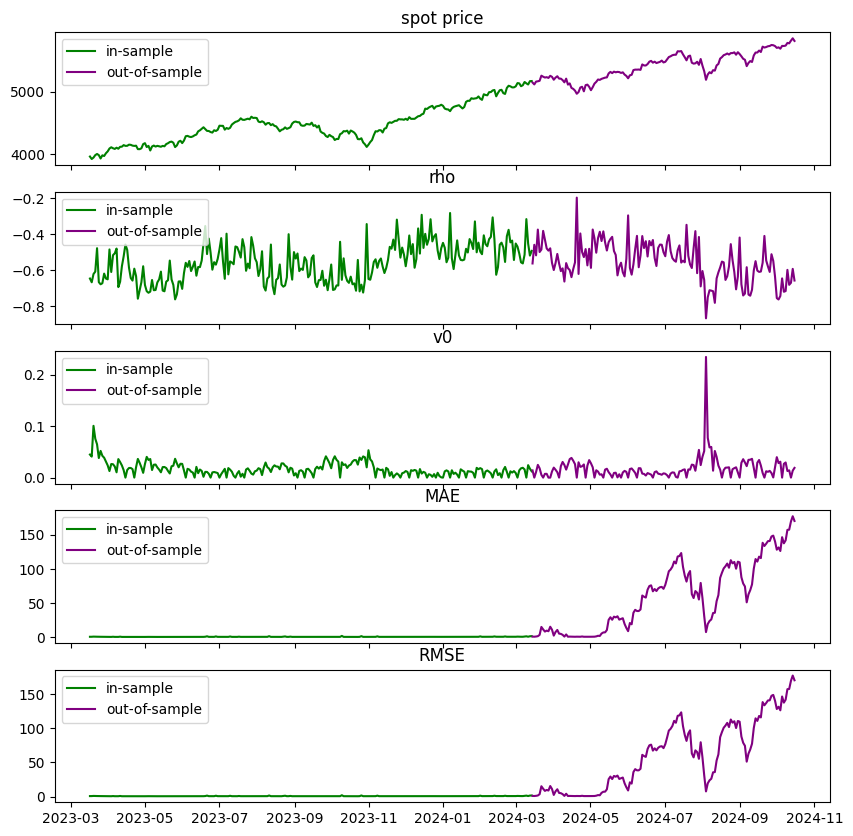 spot price
in-sample
out-of-sample
5000
4000
rho
in-sample
out-of-sample
−0.2
−0.4
−0.6
−0.8
v0
in-sample
out-of-sample
0.2
0.1
0.0
MAE
in-sample
out-of-sample
150
100
50
0
RMSE
in-sample
out-of-sample
150
100
50
0
2023-03 2023-05 2023-07 2023-09 2023-11 2024-01 2024-03 2024-05 2024-07 2024-09 2024-11